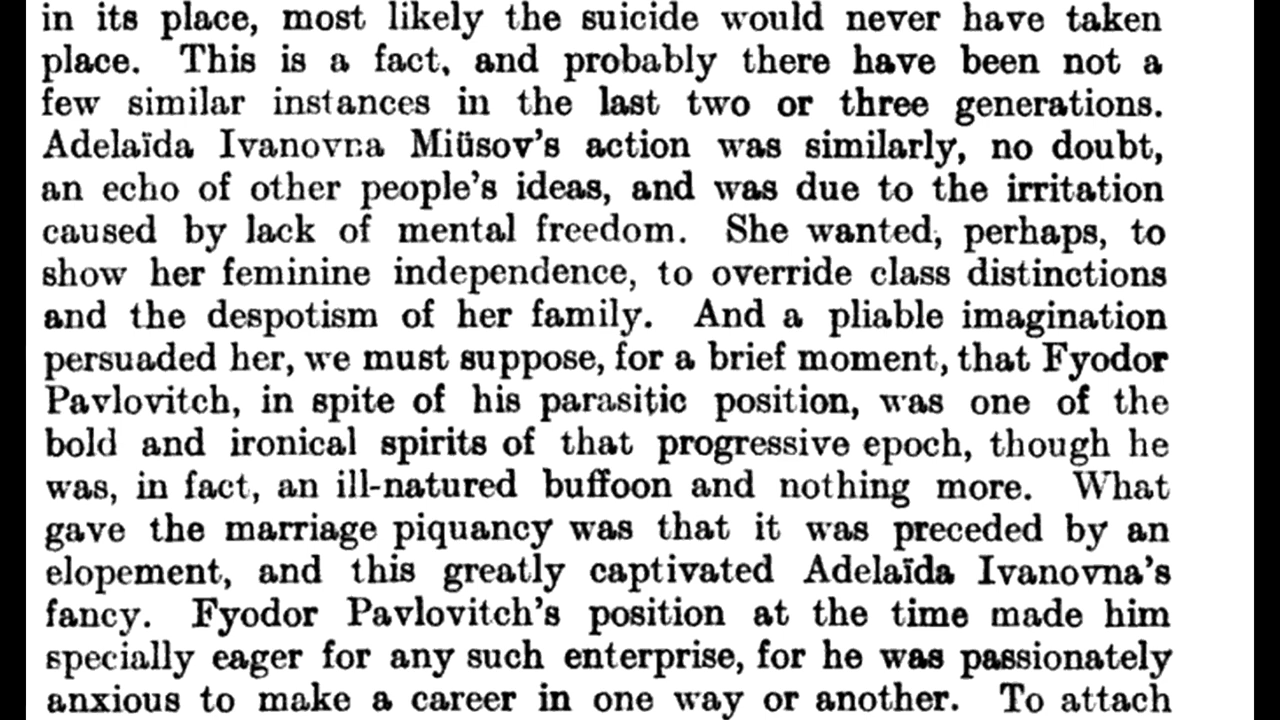 in its place, most likely the suicide would never have taken
place. This is a fact, and probably there have been not a
few similar instances in the last two or three generations.
Adelaïda Ivanovna Miüsov's action was similarly, no doubt,
an echo of other people's ideas, and was due to the irritation
caused by lack of mental freedom. She wanted, perhaps, to
show her feminine independence, to override class distinctions
and the despotism of her family. And a pliable imagination
persuaded her, we must suppose, for a brief moment, that Fyodor
Pavlovitch, in spite of his parasitic position, was one of the
bold and ironical spirits of that progressive epoch, though he
was, in fact, an ill-natured buffoon and nothing more. What
gave the marriage piquancy was that it was preceded by an
elopement, and this greatly captivated Adelaïda Ivanovna's
fancy. Fyodor Pavlovitch's position at the time made him
specially eager for any such enterprise, for he was passionately
anxious to make a career in one way or another. To attach